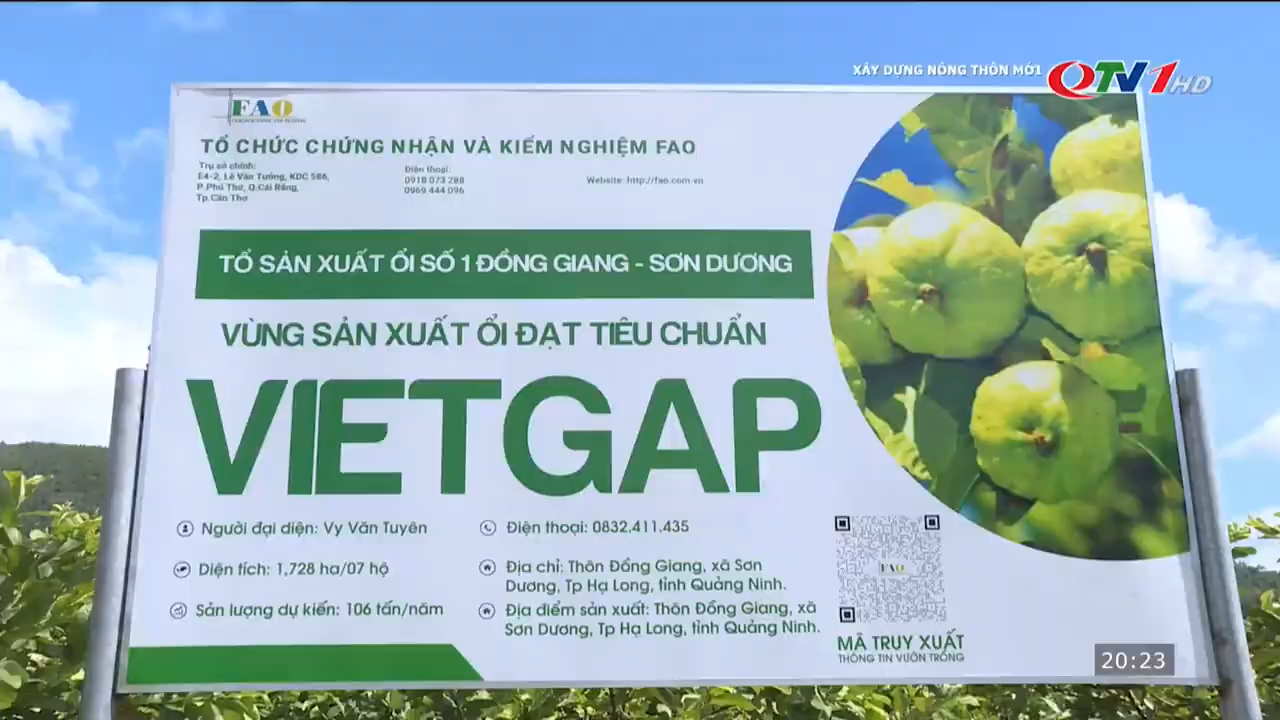 XÂY DỰNG NÔNG THÔN MỚI QTV1 HD
FAO
TỔ CHỨC CHỨNG NHẬN VÀ KIỂM NGHIỆM FAO
Trụ sở chính:
E4-2, Lê Văn Tưởng, KDC 586,
P.Phú Thứ, Q.Cái Răng,
Tp.Cần Thơ
Điện thoại:
0918 073 288
0969 444 096
Website: http://fao.com.vn
TỔ SẢN XUẤT ỔI SỐ 1 ĐỒNG GIANG - SƠN DƯƠNG
VÙNG SẢN XUẤT ỔI ĐẠT TIÊU CHUẨN
VIETGAP
Người đại diện: Vy Văn Tuyên
Diện tích: 1,728 ha/07 hộ
Sản lượng dự kiến: 106 tấn/năm
Điện thoại: 0832.411.435
Địa chỉ: Thôn Đồng Giang, xã Sơn
Dương, Tp Hạ Long, tỉnh Quảng Ninh.
Địa điểm sản xuất: Thôn Đồng Giang, xã
Sơn Dương, Tp Hạ Long, tỉnh Quảng Ninh.
FAO
MÃ TRUY XUẤT
THÔNG TIN VƯỜN TRỒNG
20:23